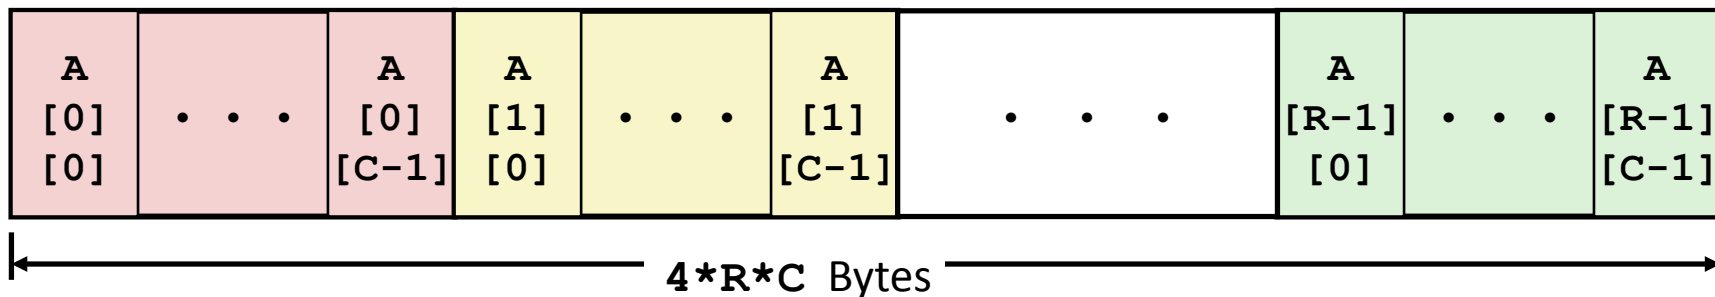 A A A A A A
[0] • • • [0] [1] • • • [1] • • • [R-1] • • • [R-1]
[0] [C-1] [0] [C-1] [0] [C-1]
4*R*C Bytes